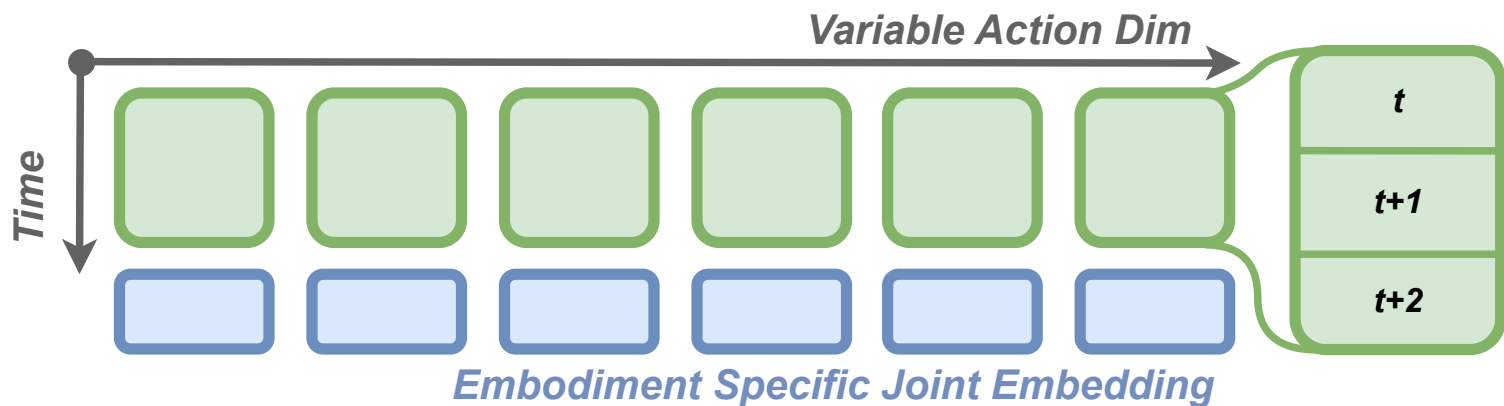 Variable Action Dim
Time
t
t+1
t+2
Embodiment Specific Joint Embedding